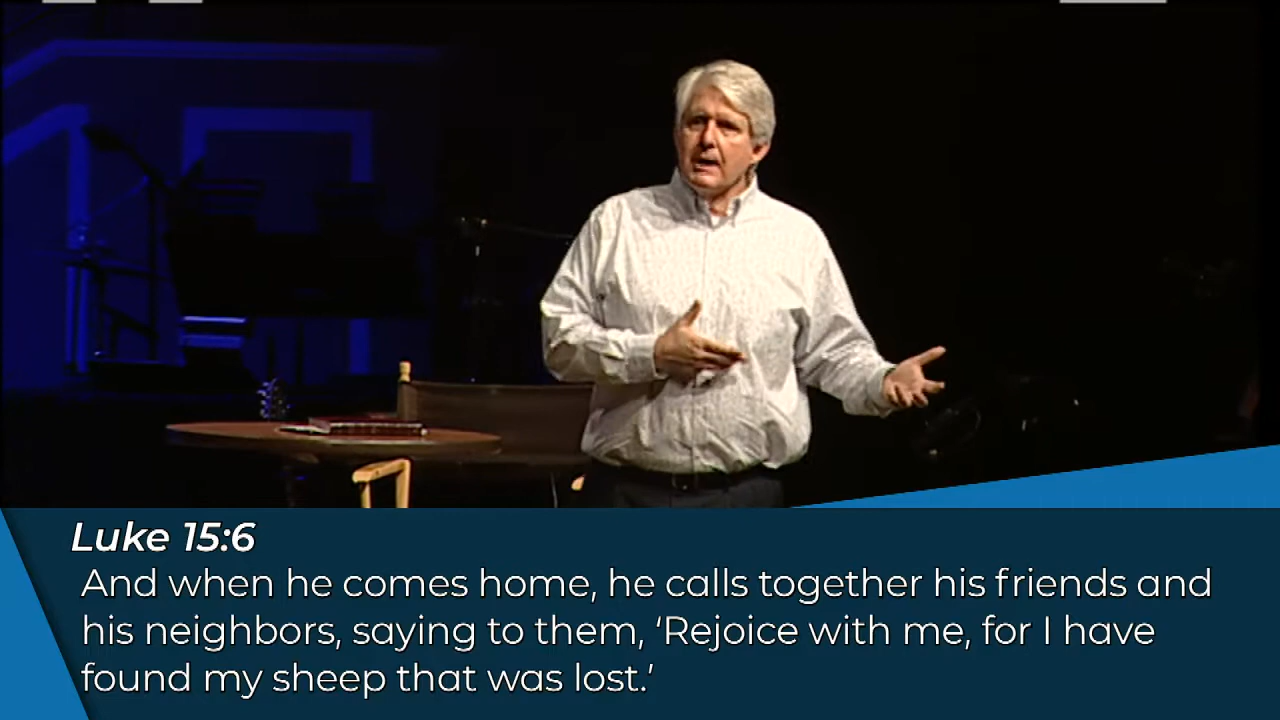 Luke 15:6
And when he comes home, he calls together his friends and
his neighbors, saying to them, ‘Rejoice with me, for I have
found my sheep that was lost.’